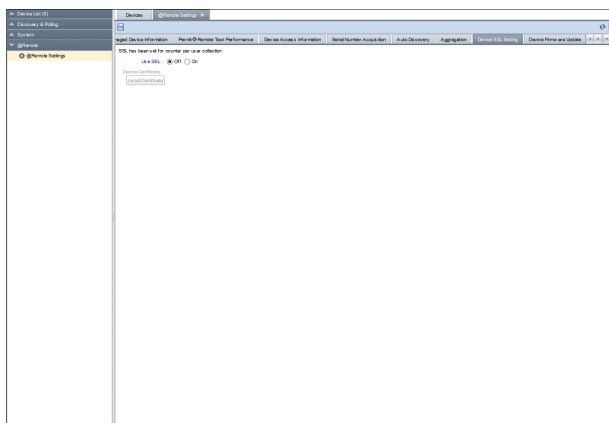 Device List (0)
Discovery & Polling
System
@Remote
@Remote Settings
Devices
@Remote Settings
Managed Device Information
Permit @Remote Task Performance
Device Access Information
Serial Number Acquisition
Auto Discovery
Aggregation
Device SSL Setting
Device Firmware Update
SSL has been set for counter per user collection.
Use SSL : Off On
Device Certificate:
Install Certificate